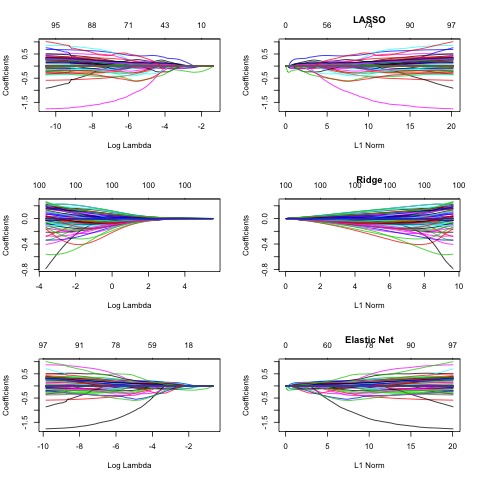 LASSO
95 88 71 43 10
0 56 74 90 97
Coefficients
0.5
-0.5
-1.5
-10 -8 -6 -4 -2
Log Lambda
Coefficients
0.5
-0.5
-1.5
0 5 10 15 20
L1 Norm
Ridge
100 100 100 100 100
100 100 100 100 100 100
Coefficients
0.0
-0.4
-0.8
-4 -2 0 2 4
Log Lambda
Coefficients
0.0
-0.4
-0.8
0 2 4 6 8 10
L1 Norm
Elastic Net
97 91 78 59 18
0 60 78 90 97
Coefficients
0.5
-0.5
-1.5
-10 -8 -6 -4 -2
Log Lambda
Coefficients
0.5
-0.5
-1.5
0 5 10 15 20
L1 Norm